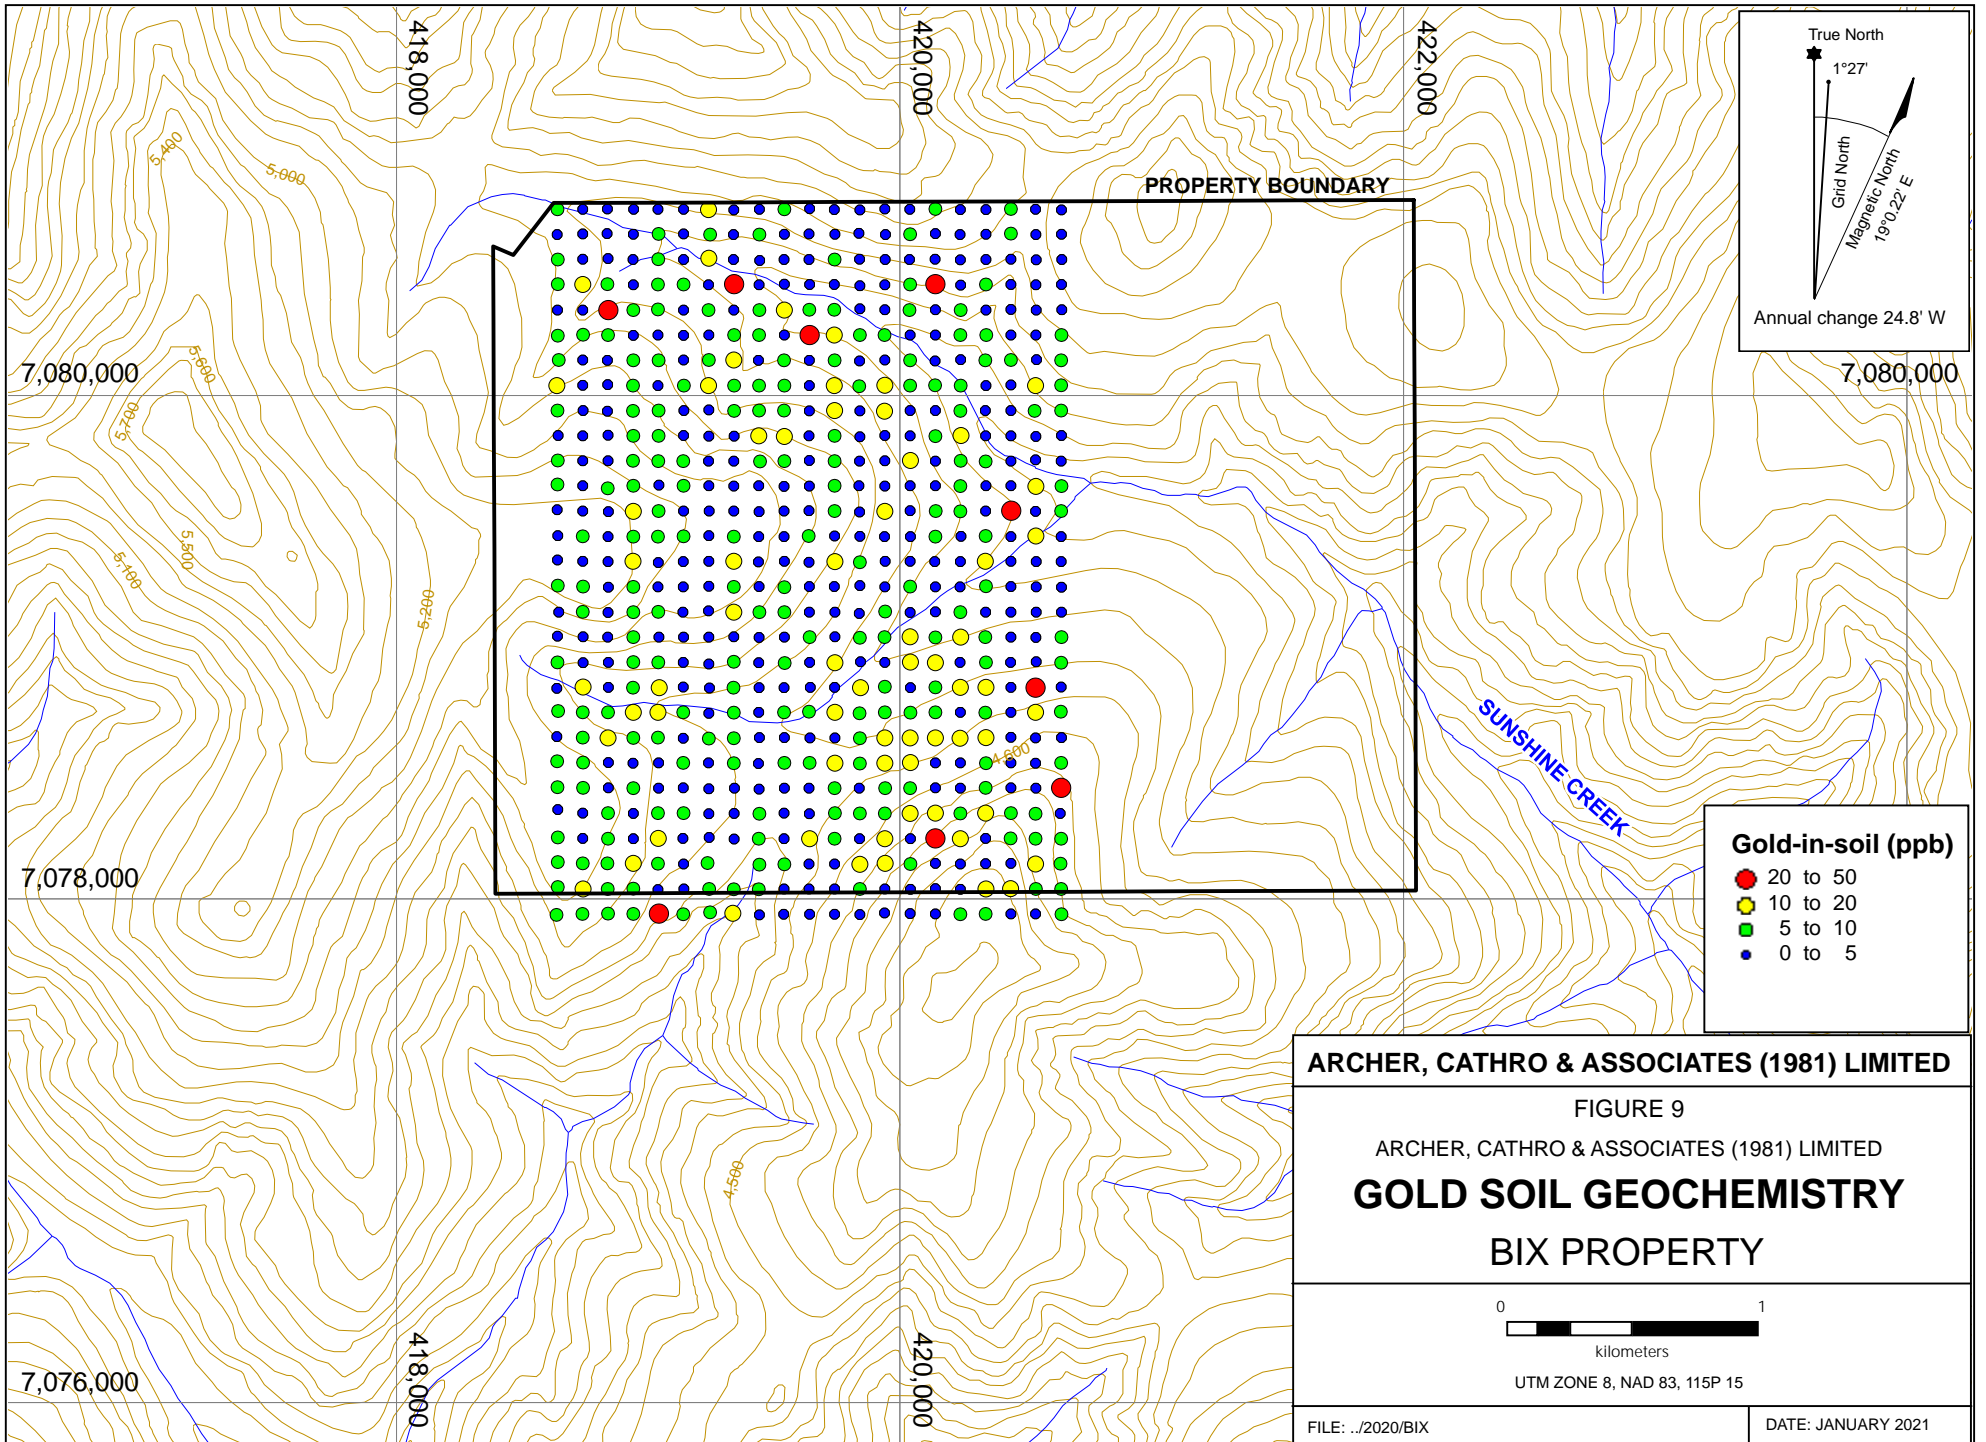 418,000
420,000
422,000
True North
1°27'
Grid North
Magnetic North
19°0.22' E
Annual change 24.8' W
5,400
5,000
PROPERTY BOUNDARY
5,600
7,080,000
7,080,000
5,700
5,500
5,100
5,200
SUNSHINE CREEK
4,600
Gold-in-soil (ppb)
20 to 50
10 to 20
5 to 10
0 to 5
7,078,000
ARCHER, CATHRO & ASSOCIATES (1981) LIMITED
FIGURE 9
ARCHER, CATHRO & ASSOCIATES (1981) LIMITED
GOLD SOIL GEOCHEMISTRY
BIX PROPERTY
4,500
0 1
kilometers
UTM ZONE 8, NAD 83, 115P 15
7,076,000
418,000
420,000
FILE: ../2020/BIX
DATE: JANUARY 2021